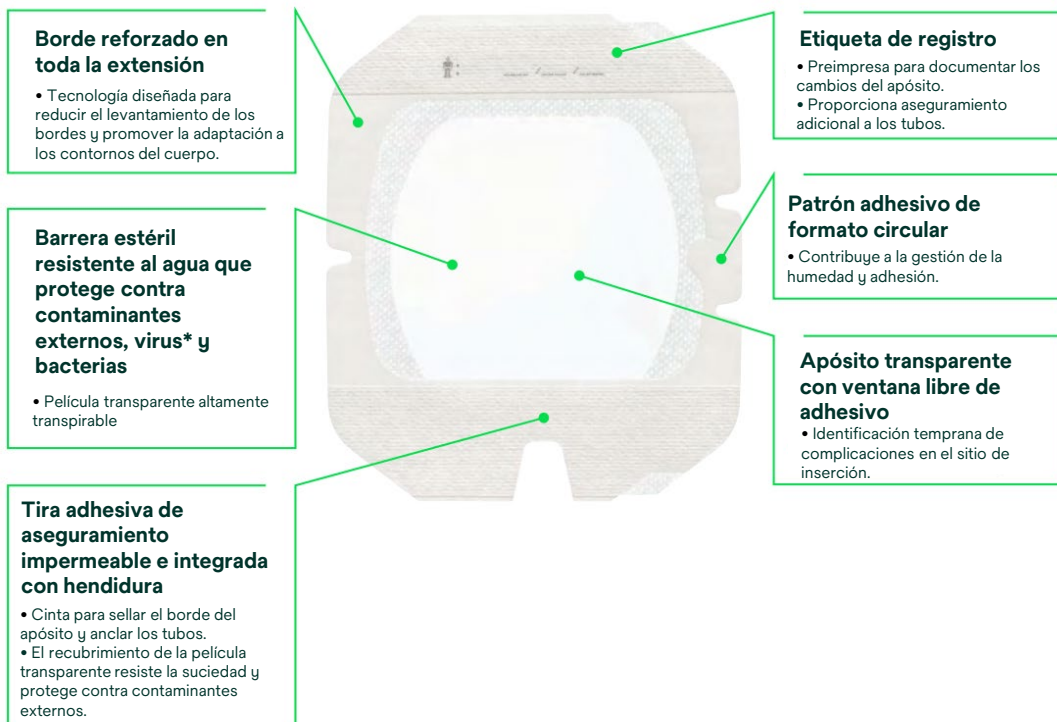 Borde reforzado en
toda la extensión
• Tecnología diseñada para
reducir el levantamiento de los
bordes y promover la adaptación a
los contornos del cuerpo.
Barrera estéril
resistente al agua que
protege contra
contaminantes
externos, virus* y
bacterias
• Película transparente altamente
transpirable
Tira adhesiva de
aseguramiento
impermeable e integrada
con hendidura
• Cinta para sellar el borde del
apósito y anclar los tubos.
• El recubrimiento de la película
transparente resiste la suciedad y
protege contra contaminantes
externos.
Etiqueta de registro
• Preimpresa para documentar los
cambios del apósito.
• Proporciona aseguramiento
adicional a los tubos.
Patrón adhesivo de
formato circular
• Contribuye a la gestión de la
humedad y adhesión.
Apósito transparente
con ventana libre de
adhesivo
• Identificación temprana de
complicaciones en el sitio de
inserción.